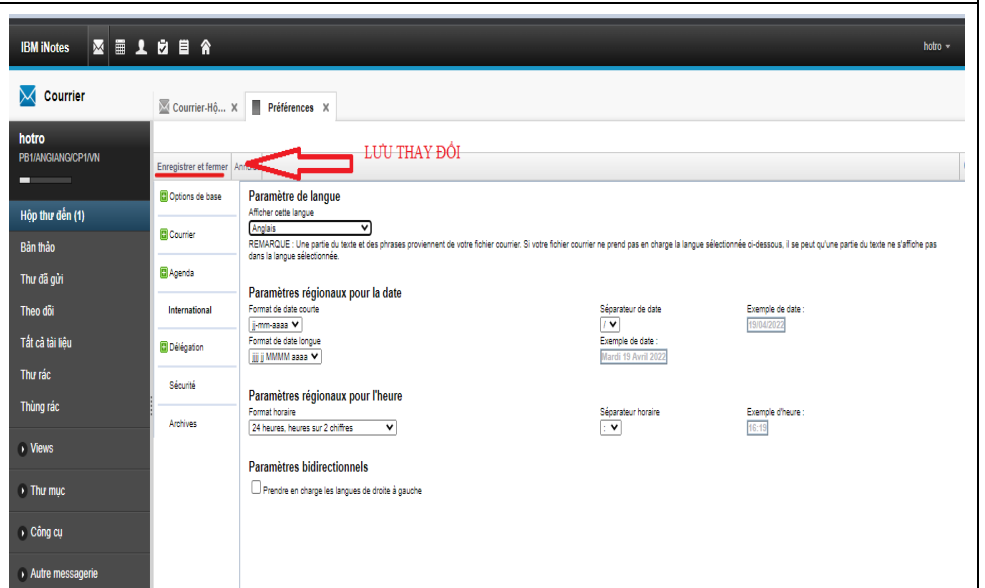 IBM iNotes
hotro
Courrier
Courrier-Hộ... X
Préférences X
hotro
PB1/ANGIANG/CP1/VN
Enregistrer et fermer
LƯU THAY ĐỔI
Hộp thư đến (1)
Bản thảo
Thư đã gửi
Theo dõi
Tất cả tài liệu
Thư rác
Thùng rác
Views
Thư mục
Công cụ
Autre messagerie
Options de base
Courrier
Agenda
International
Délégation
Sécurité
Archives
Paramètre de langue
Afficher cette langue
Anglais
REMARQUE : Une partie du texte et des phrases proviennent de votre fichier courrier. Si votre fichier courrier ne prend pas en charge la langue sélectionnée ci-dessous, il se peut qu'une partie du texte ne s'affiche pas
dans la langue sélectionnée.
Paramètres régionaux pour la date
Format de date courte
Séparateur de date
Exemple de date :
jj-mm-aaaa
/
19/04/2022
Format de date longue
Exemple de date :
jjjj jj MMMM aaaa
Mardi 19 Avril 2022
Paramètres régionaux pour l'heure
Format horaire
Séparateur horaire
Exemple d'heure :
24 heures, heures sur 2 chiffres
:
16:19
Paramètres bidirectionnels
Prendre en charge les langues de droite à gauche